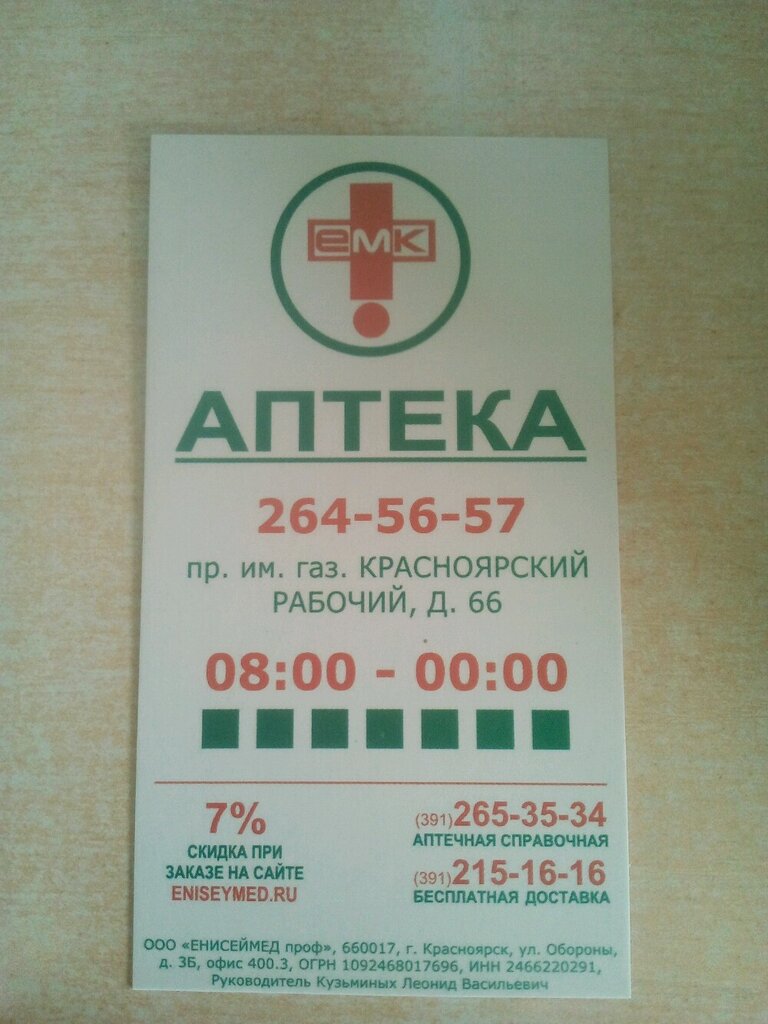 емк
АПТЕКА
264-56-57
пр. им. газ. КРАСНОЯРСКИЙ
РАБОЧИЙ, Д. 66
08:00 - 00:00
7%
СКИДКА ПРИ
ЗАКАЗЕ НА САЙТЕ
ENISEYMED.RU
(391)265-35-34
АПТЕЧНАЯ СПРАВОЧНАЯ
(391)215-16-16
БЕСПЛАТНАЯ ДОСТАВКА
ООО «ЕНИСЕЙМЕД проф», 660017, г. Красноярск, ул. Обороны,
д. 3Б, офис 400.3, ОГРН 1092468017696, ИНН 2466220291,
Руководитель Кузьминых Леонид Васильевич